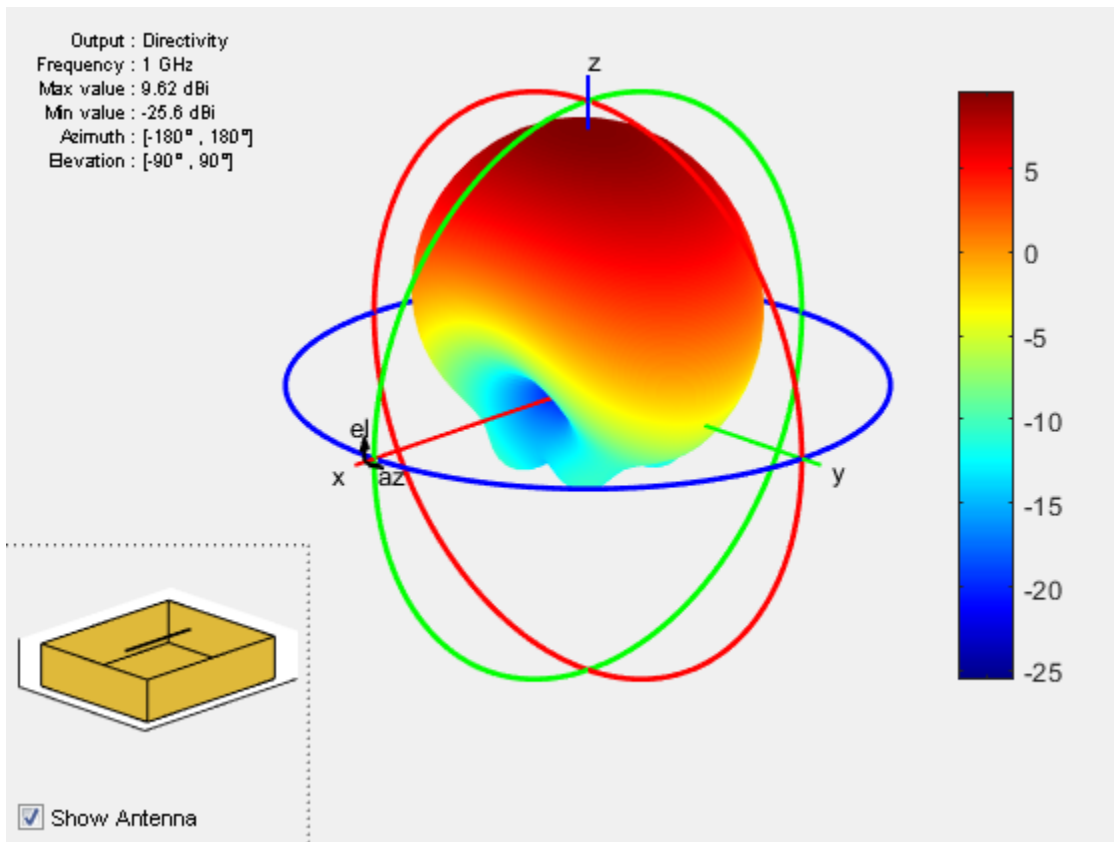 Output : Directivity
Frequency : 1 GHz
Max value : 9.62 dBi
Min value : -25.6 dBi
Azimuth : [-180° , 180°]
Elevation : [-90° , 90°]
z
5
0
-5
-10
-15
-20
-25
el
x
az
y
Show Antenna